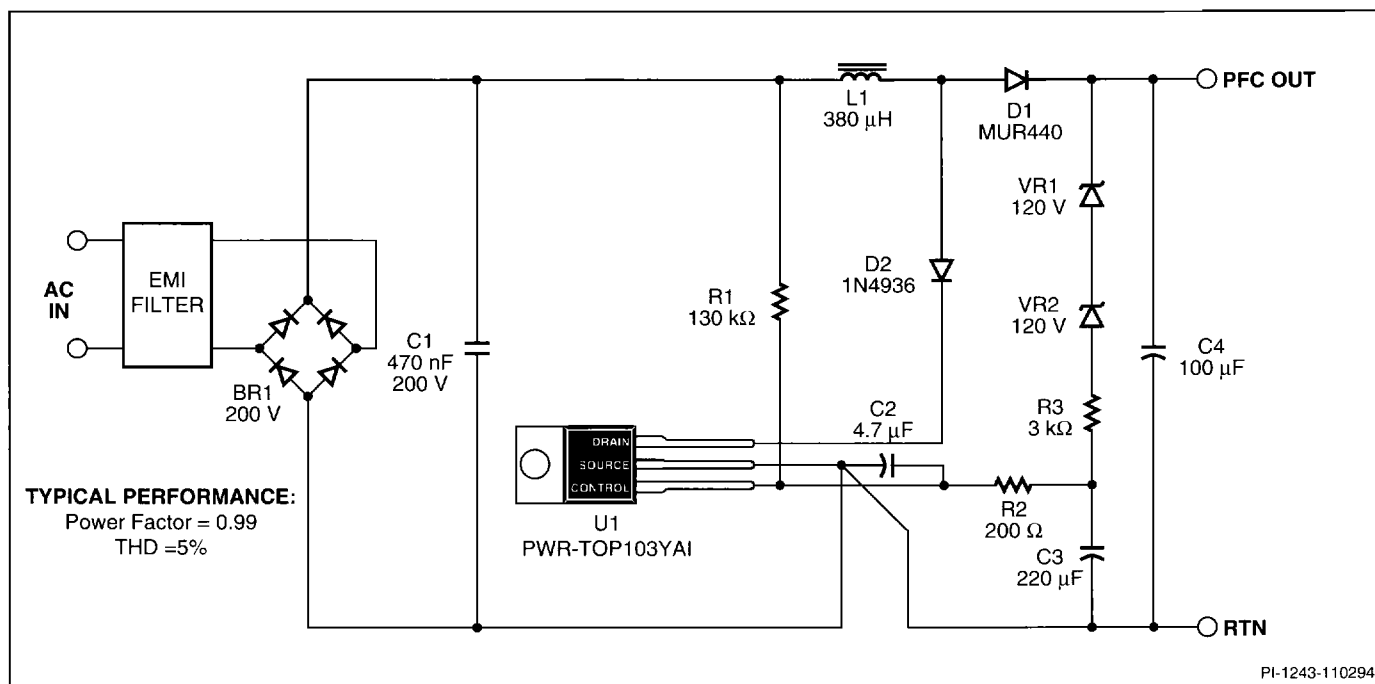 PFC OUT
L1
380 µH
D1
MUR440
VR1
120 V
EMI
FILTER
AC
IN
D2
1N4936
R1
130 kΩ
VR2
120 V
C1
470 nF
200 V
C4
100 µF
BR1
200 V
C2
4.7 µF
R3
3 kΩ
DRAIN
SOURCE
CONTROL
TYPICAL PERFORMANCE:
Power Factor = 0.99
THD =5%
R2
200 Ω
U1
PWR-TOP103YAI
C3
220 µF
RTN
PI-1243-110294